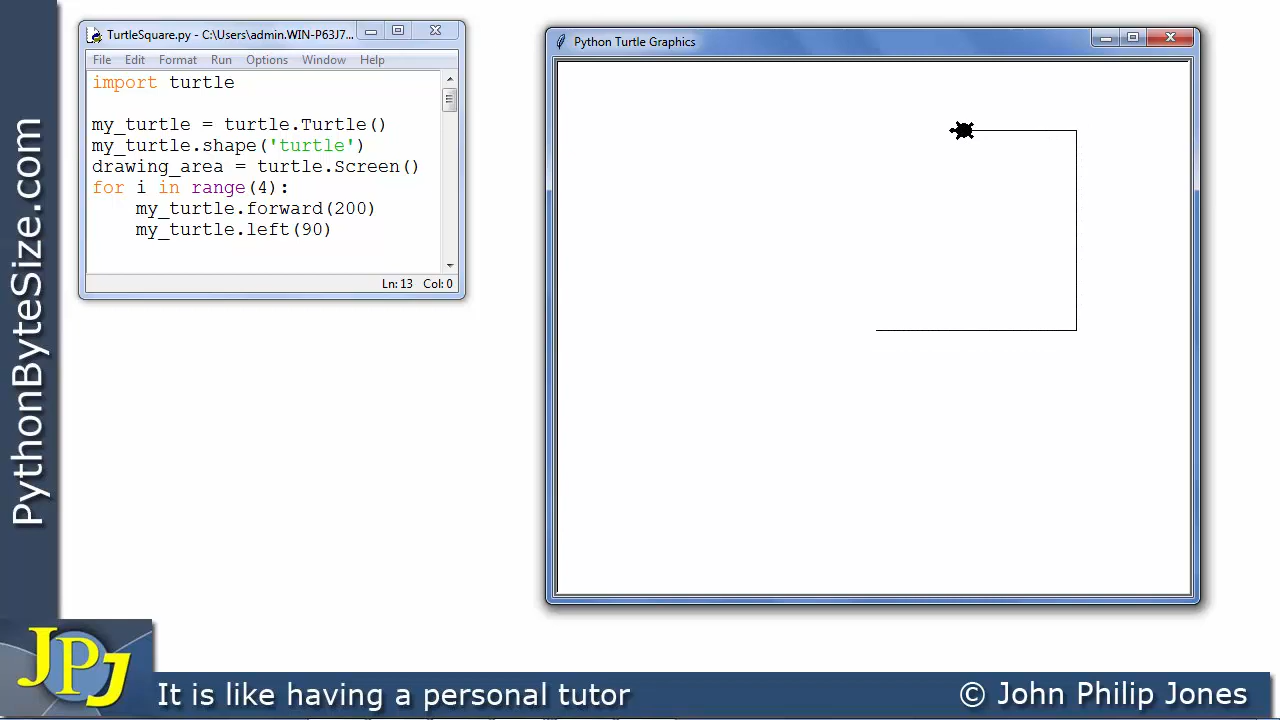 PythonByteSize.com
TurtleSquare.py - C:\Users\admin.WIN-P63J7...
File Edit Format Run Options Window Help
import turtle
my_turtle = turtle.Turtle()
my_turtle.shape('turtle')
drawing_area = turtle.Screen()
for i in range(4):
    my_turtle.forward(200)
    my_turtle.left(90)
Ln: 13 Col: 0
Python Turtle Graphics
JPJ
It is like having a personal tutor
© John Philip Jones